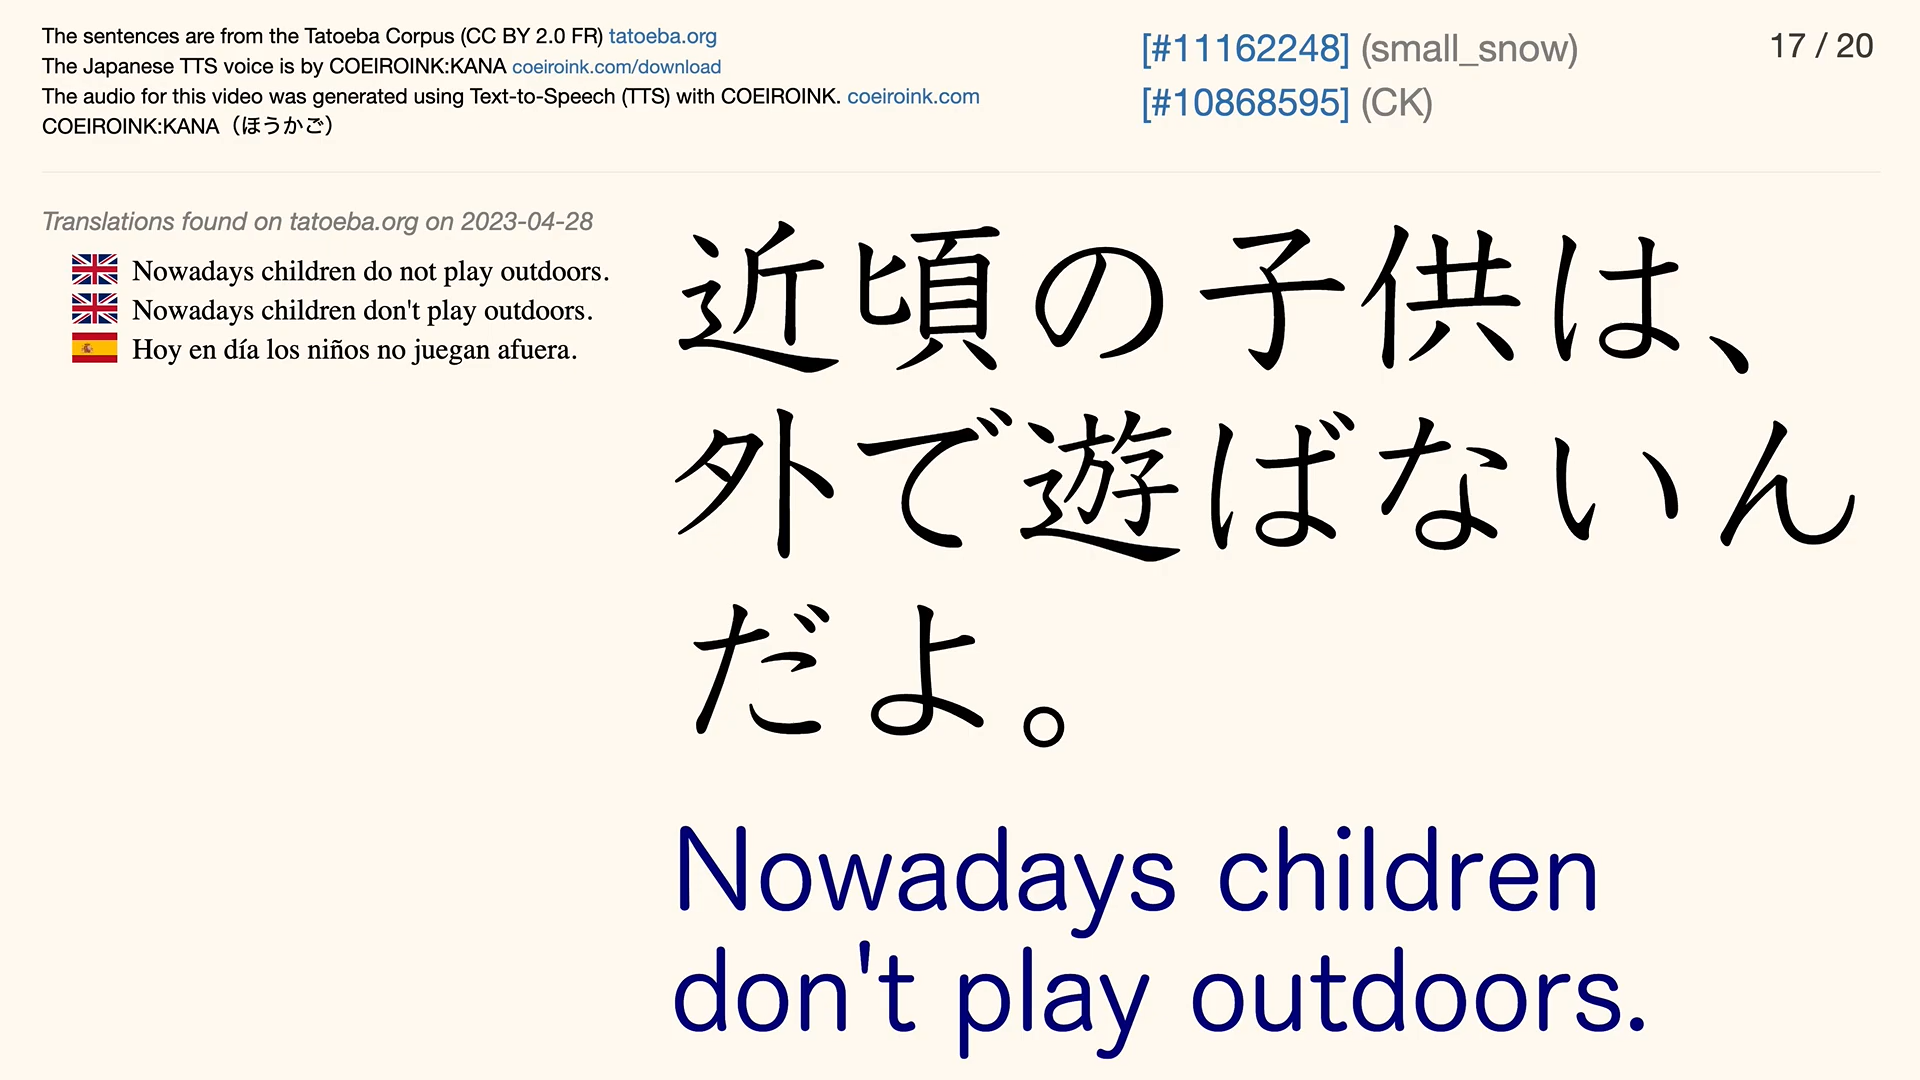 The sentences are from the Tatoeba Corpus (CC BY 2.0 FR) tatoeba.org
The Japanese TTS voice is by COEIROINK:KANA coeiroink.com/download
The audio for this video was generated using Text-to-Speech (TTS) with COEIROINK. coeiroink.com
COEIROINK:KANA（ほうかご）
[#11162248] (small_snow)
[#10868595] (CK)
17 / 20
Translations found on tatoeba.org on 2023-04-28
Nowadays children do not play outdoors.
Nowadays children don't play outdoors.
Hoy en día los niños no juegan afuera.
近頃の子供は、
外で遊ばないん
だよ。
Nowadays children
don't play outdoors.